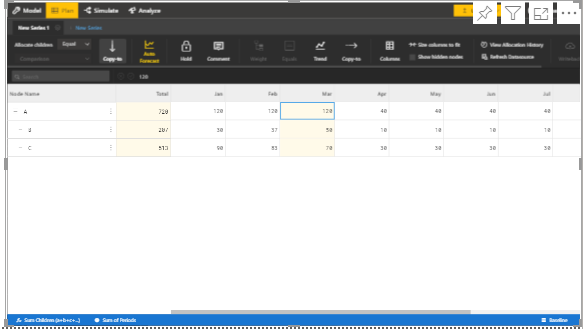 Model Plan Simulate Analyze
New Series 1 New Series
Allocate children Equal
Copy-to Auto Forecast Hold Comment Weight Equals Trend Copy-to Columns
Size columns to fit
Show hidden nodes
View Allocation History
Refresh Datasource
Search
120
Node Name Total Jan Feb Mar Apr May Jun Jul
A 720 120 120 120 40 40 40 40
B 207 30 37 50 10 10 10 10
C 513 90 83 70 30 30 30 30
Sum Children (a+b+c+..) Sum of Periods Baseline